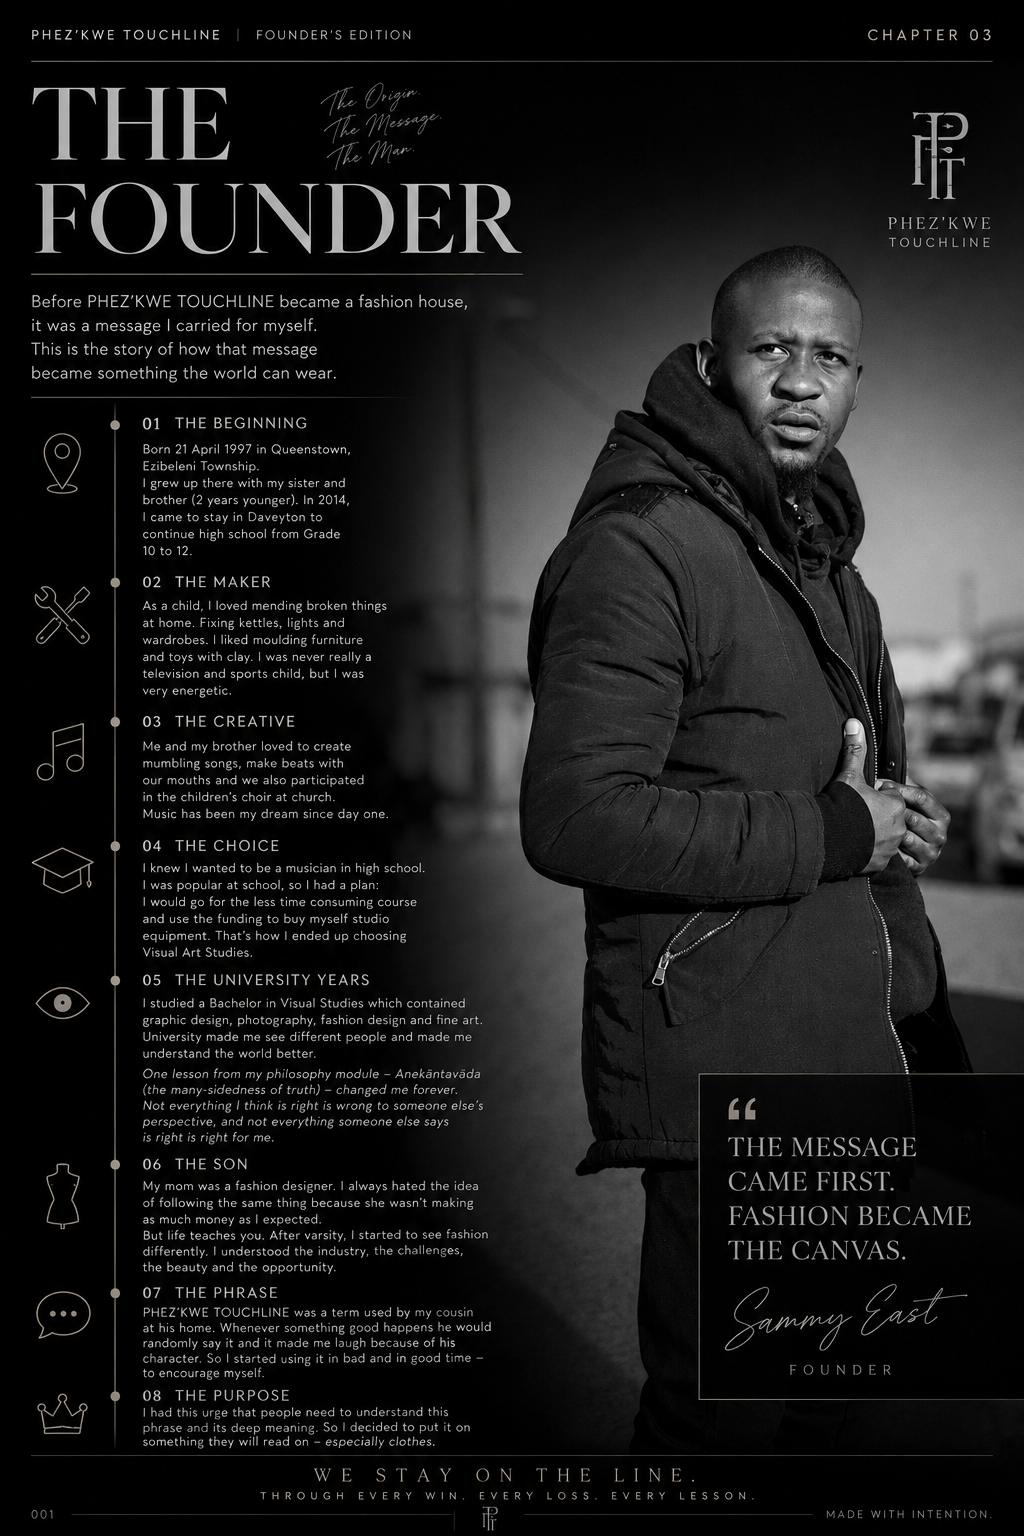 PHEZ'KWE TOUCHLINE | FOUNDER'S EDITION
CHAPTER 03
THE
FOUNDER
The Origin.
The Message.
The Man.
PHEZ'KWE
TOUCHLINE
Before PHEZ'KWE TOUCHLINE became a fashion house,
it was a message I carried for myself.
This is the story of how that message
became something the world can wear.
01 THE BEGINNING
Born 21 April 1997 in Queenstown,
Ezibeleni Township.
I grew up there with my sister and
brother (2 years younger). In 2014,
I came to stay in Daveyton to
continue high school from Grade
10 to 12.
02 THE MAKER
As a child, I loved mending broken things
at home. Fixing kettles, lights and
wardrobes. I liked moulding furniture
and toys with clay. I was never really a
television and sports child, but I was
very energetic.
03 THE CREATIVE
Me and my brother loved to create
mumbling songs, make beats with
our mouths and we also participated
in the children's choir at church.
Music has been my dream since day one.
04 THE CHOICE
I knew I wanted to be a musician in high school.
I was popular at school, so I had a plan:
I would go for the less time consuming course
and use the funding to buy myself studio
equipment. That's how I ended up choosing
Visual Art Studies.
05 THE UNIVERSITY YEARS
I studied a Bachelor in Visual Studies which contained
graphic design, photography, fashion design and fine art.
University made me see different people and made me
understand the world better.
One lesson from my philosophy module – Anekāntavāda
(the many-sidedness of truth) – changed me forever.
Not everything I think is right is wrong to someone else's
perspective, and not everything someone else says
is right is right for me.
06 THE SON
My mom was a fashion designer. I always hated the idea
of following the same thing because she wasn't making
as much money as I expected.
But life teaches you. After varsity, I started to see fashion
differently. I understood the industry, the challenges,
the beauty and the opportunity.
07 THE PHRASE
PHEZ'KWE TOUCHLINE was a term used by my cousin
at his home. Whenever something good happens he would
randomly say it and it made me laugh because of his
character. So I started using it in bad and in good time –
to encourage myself.
08 THE PURPOSE
I had this urge that people need to understand this
phrase and its deep meaning. So I decided to put it on
something they will read on – especially clothes.
“
THE MESSAGE
CAME FIRST.
FASHION BECAME
THE CANVAS.
Sammy East
FOUNDER
WE STAY ON THE LINE.
THROUGH EVERY WIN. EVERY LOSS. EVERY LESSON.
001
MADE WITH INTENTION.